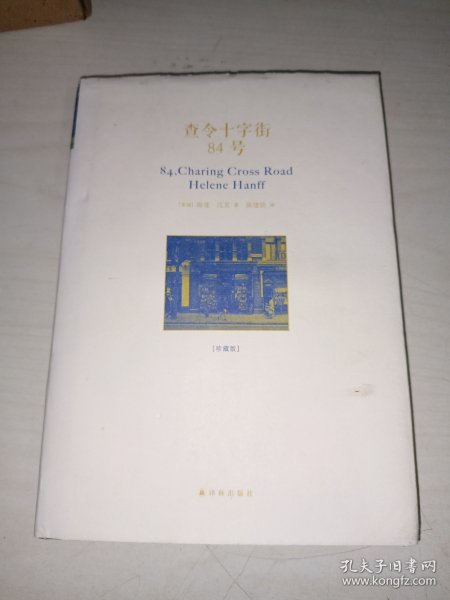 查令十字街
84号
84,Charing Cross Road
Helene Hanff
[美国] 海莲·汉芙 著 陈建铭 译
[珍藏版]
译林出版社
孔夫子旧书网
www.kongfz.com